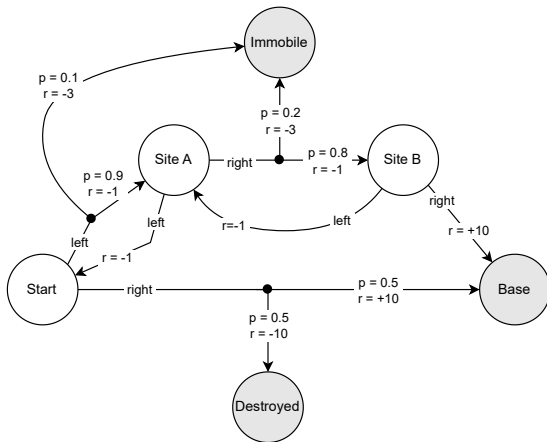 Immobile
p = 0.1
r = -3
p = 0.2
r = -3
Site A
right
p = 0.8
r = -1
Site B
p = 0.9
r = -1
left
r=-1
left
right
r = +10
left
r = -1
Start
right
p = 0.5
r = +10
Base
p = 0.5
r = -10
Destroyed